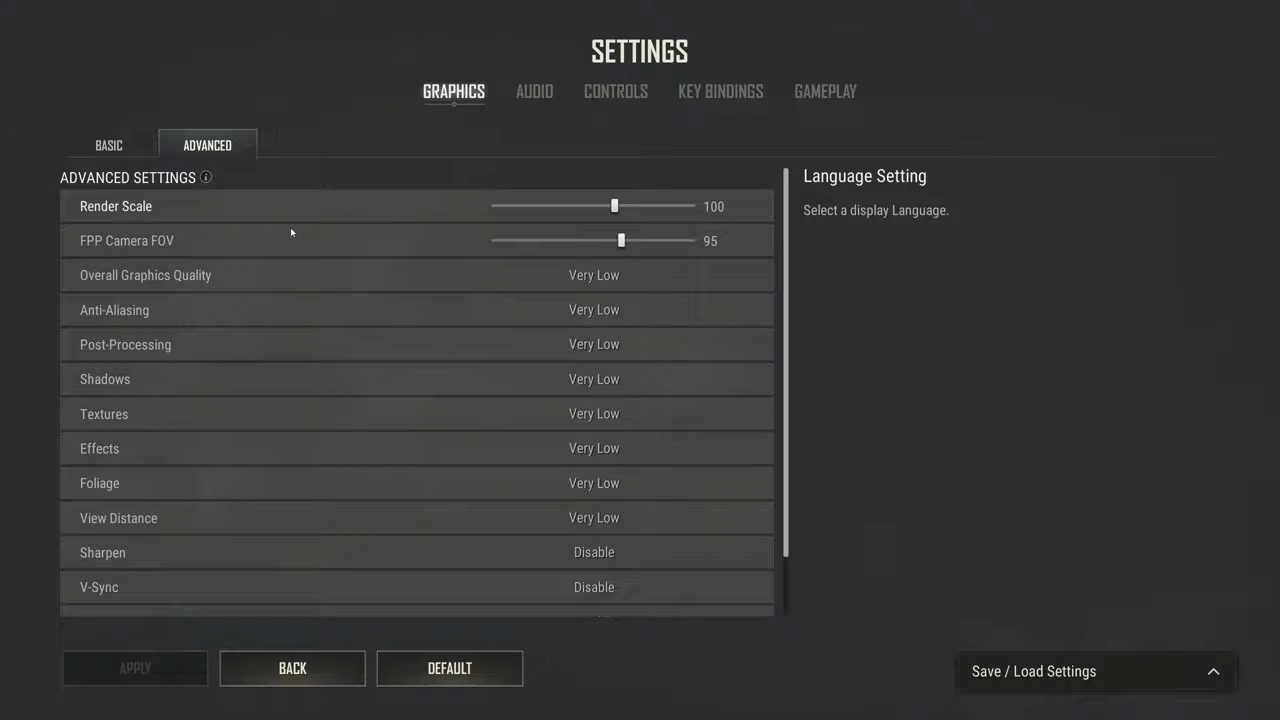 SETTINGS
GRAPHICS AUDIO CONTROLS KEY BINDINGS GAMEPLAY
BASIC ADVANCED
ADVANCED SETTINGS
Render Scale 100
FPP Camera FOV 95
Overall Graphics Quality Very Low
Anti-Aliasing Very Low
Post-Processing Very Low
Shadows Very Low
Textures Very Low
Effects Very Low
Foliage Very Low
View Distance Very Low
Sharpen Disable
V-Sync Disable
Language Setting
Select a display Language.
APPLY BACK DEFAULT
Save / Load Settings